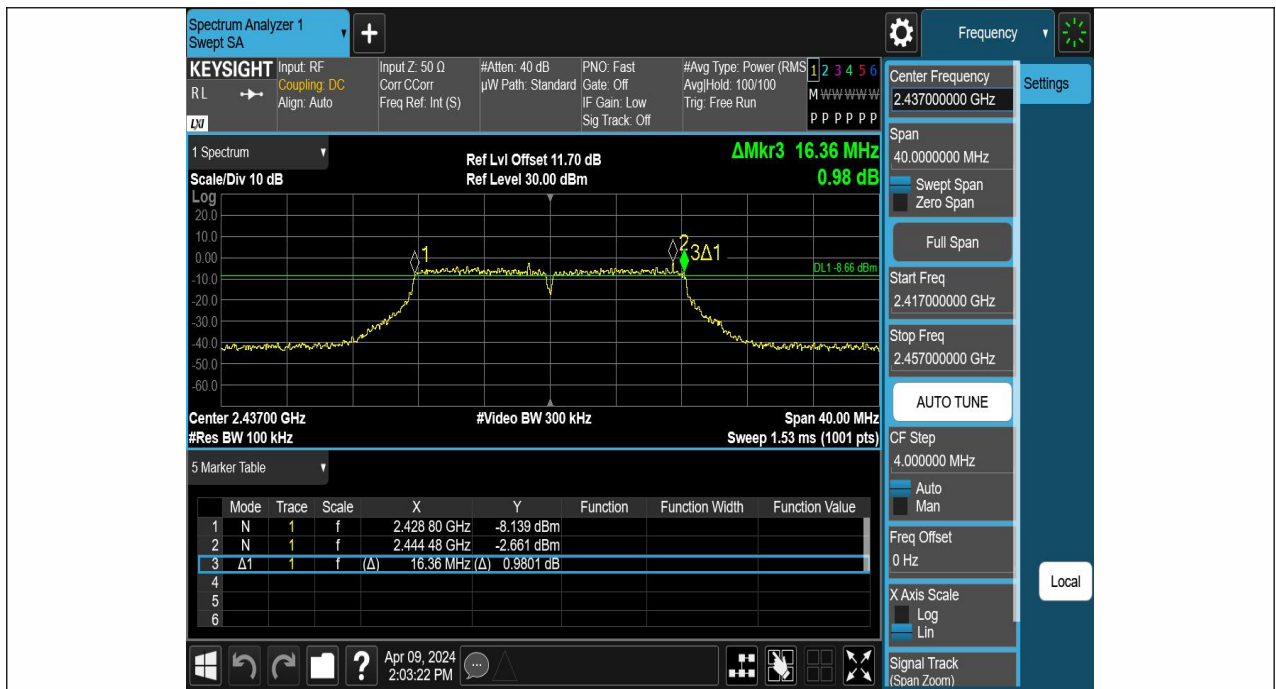 Spectrum Analyzer 1
Swept SA
+
Frequency
KEYSIGHT
Input: RF
Input Z: 50 Ω
#Atten: 40 dB
PNO: Fast
#Avg Type: Power (RMS
1 2 3 4 5 6
R L
Coupling: DC
Corr CCorr
µW Path: Standard
Gate: Off
Avg|Hold: 100/100
M W W W W W
Align: Auto
Freq Ref: Int (S)
IF Gain: Low
Trig: Free Run
LXI
Sig Track: Off
P P P P P P
1 Spectrum
Ref Lvl Offset 11.70 dB
ΔMkr3 16.36 MHz
Scale/Div 10 dB
Ref Level 30.00 dBm
0.98 dB
Log
20.0
10.0
0.00
-10.0
-20.0
-30.0
-40.0
-50.0
-60.0
1
2
3Δ1
DL1 -8.66 dBm
Center 2.43700 GHz
#Video BW 300 kHz
Span 40.00 MHz
#Res BW 100 kHz
Sweep 1.53 ms (1001 pts)
5 Marker Table
Mode Trace Scale X Y Function Function Width Function Value
1 N 1 f 2.428 80 GHz -8.139 dBm
2 N 1 f 2.444 48 GHz -2.661 dBm
3 Δ1 1 f (Δ) 16.36 MHz (Δ) 0.9801 dB
4
5
6
?
Apr 09, 2024
2:03:22 PM
Center Frequency
2.437000000 GHz
Settings
Span
40.0000000 MHz
Swept Span
Zero Span
Full Span
Start Freq
2.417000000 GHz
Stop Freq
2.457000000 GHz
AUTO TUNE
CF Step
4.000000 MHz
Auto
Man
Freq Offset
0 Hz
Local
X Axis Scale
Log
Lin
Signal Track
(Span Zoom)